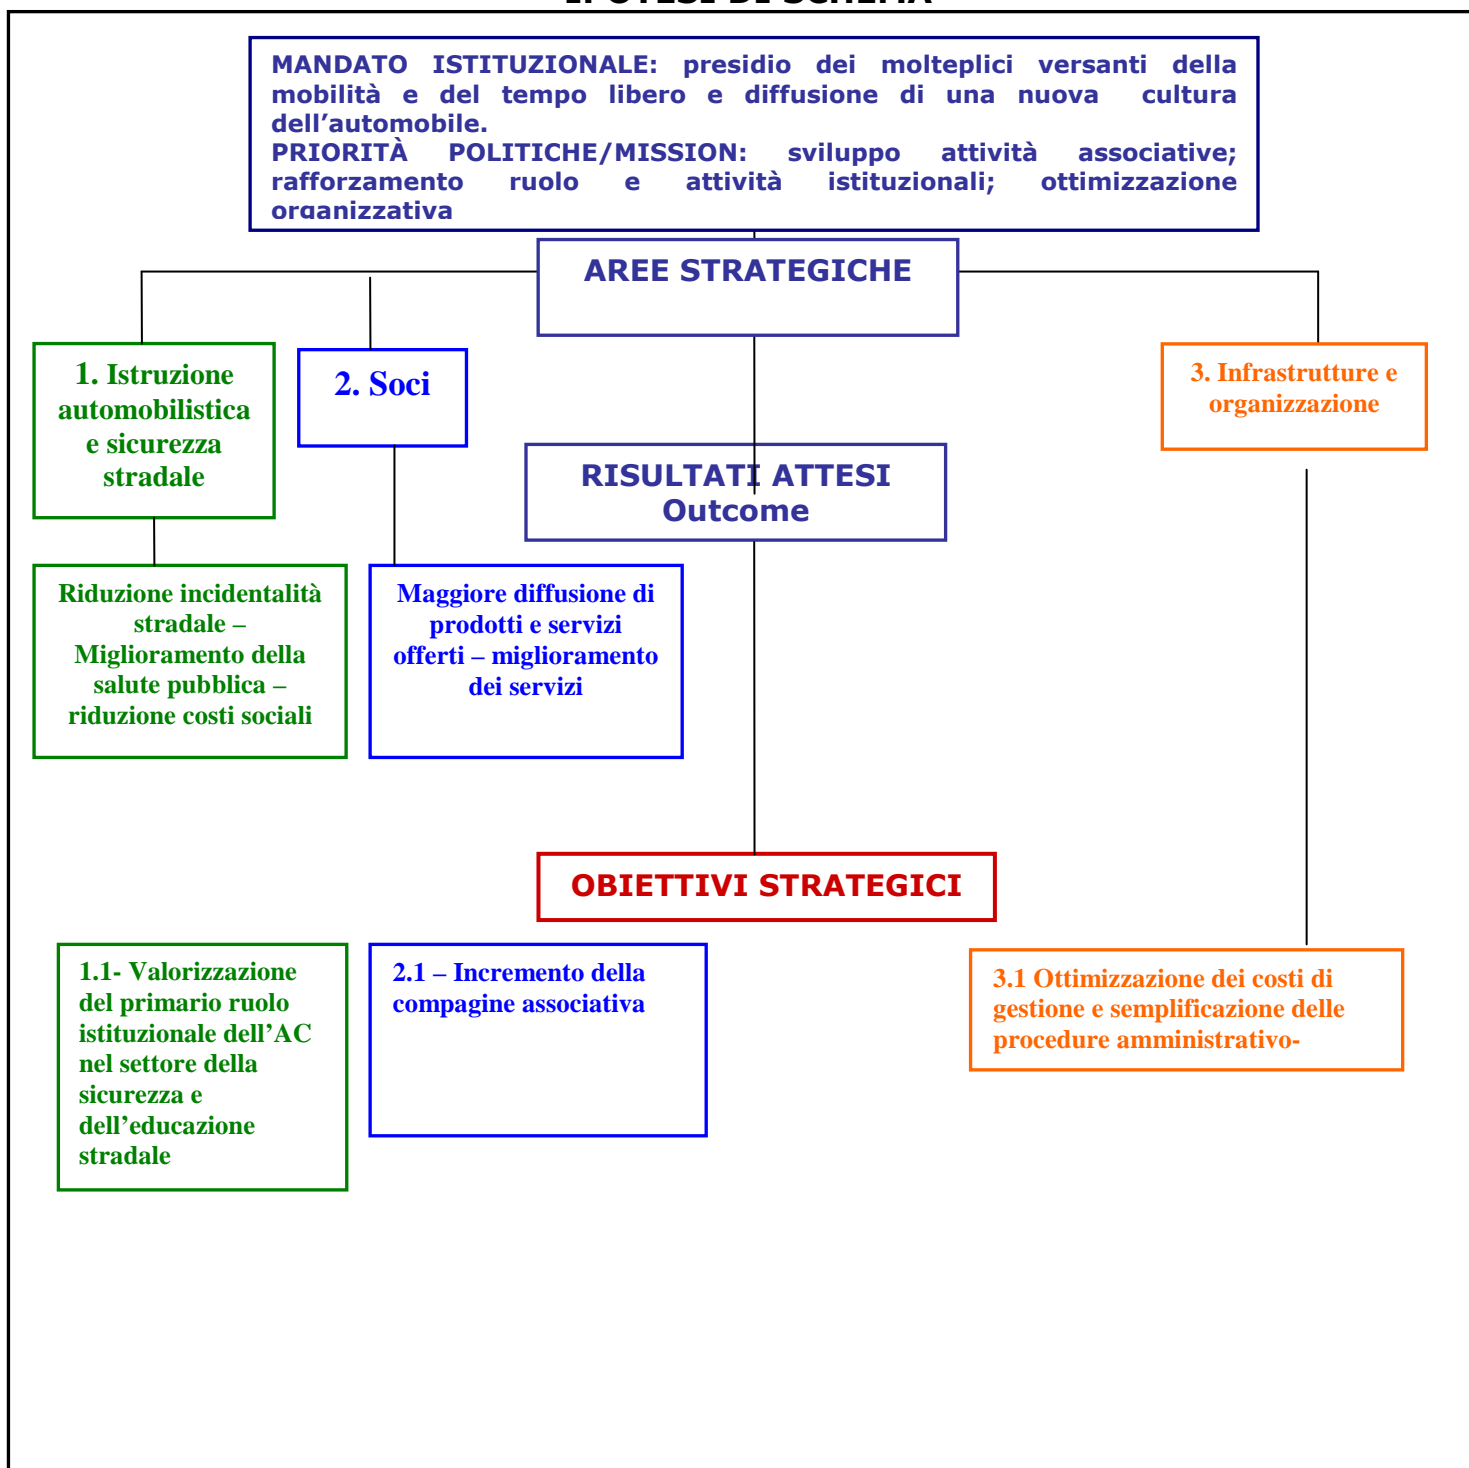 IPOTESI DI SCHEMA
MANDATO ISTITUZIONALE: presidio dei molteplici versanti della
mobilità e del tempo libero e diffusione di una nuova cultura
dell’automobile.
PRIORITÀ POLITICHE/MISSION: sviluppo attività associative;
rafforzamento ruolo e attività istituzionali; ottimizzazione
organizzativa
AREE STRATEGICHE
1. Istruzione
automobilistica
e sicurezza
stradale
2. Soci
3. Infrastrutture e
organizzazione
RISULTATI ATTESI
Outcome
Riduzione incidentalità
stradale –
Miglioramento della
salute pubblica –
riduzione costi sociali
Maggiore diffusione di
prodotti e servizi
offerti – miglioramento
dei servizi
OBIETTIVI STRATEGICI
1.1- Valorizzazione
del primario ruolo
istituzionale dell’AC
nel settore della
sicurezza e
dell’educazione
stradale
2.1 – Incremento della
compagine associativa
3.1 Ottimizzazione dei costi di
gestione e semplificazione delle
procedure amministrativo-